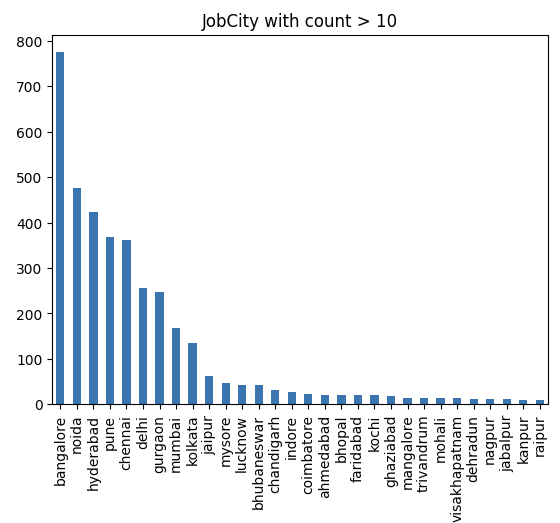 JobCity with count > 10
800
700
600
500
400
300
200
100
0
bangalore
noida
hyderabad
pune
chennai
delhi
gurgaon
mumbai
kolkata
jaipur
mysore
lucknow
bhubaneswar
chandigarh
indore
coimbatore
ahmedabad
bhopal
faridabad
kochi
ghaziabad
mangalore
trivandrum
mohali
visakhapatnam
dehradun
nagpur
jabalpur
kanpur
raipur